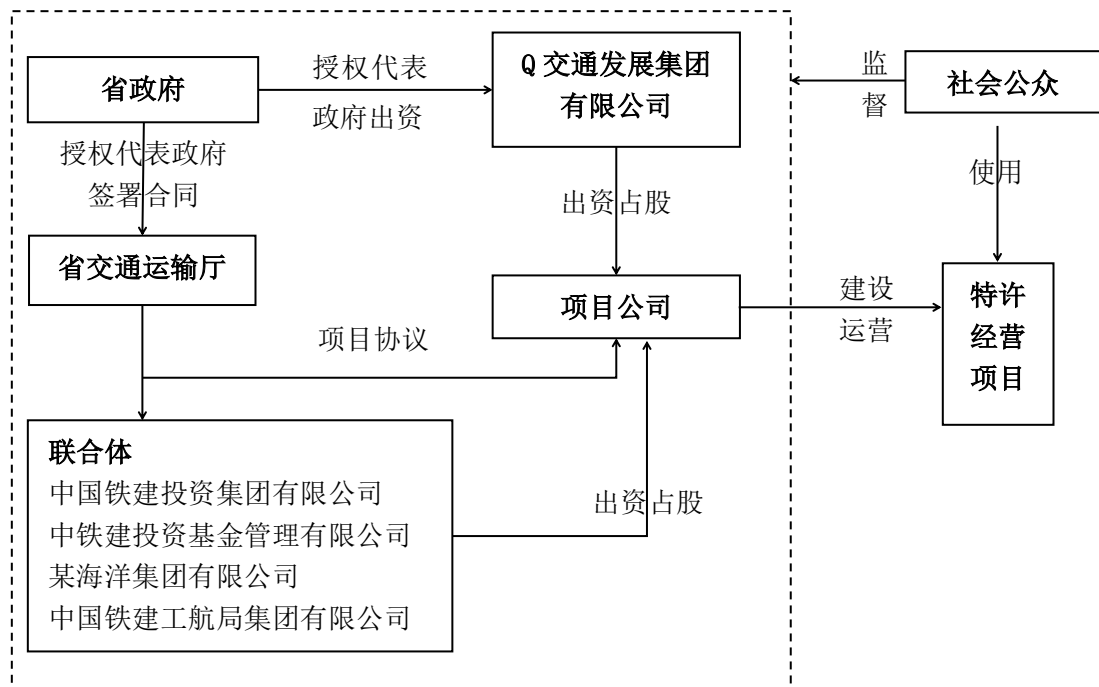 省政府
授权代表
政府出资
Q 交通发展集团
有限公司
监
督
社会公众
授权代表政府
签署合同
出资占股
使用
省交通运输厅
项目公司
建设
运营
特许
经营
项目
项目协议
联合体
中国铁建投资集团有限公司
中铁建投资基金管理有限公司
某海洋集团有限公司
中国铁建工航局集团有限公司
出资占股